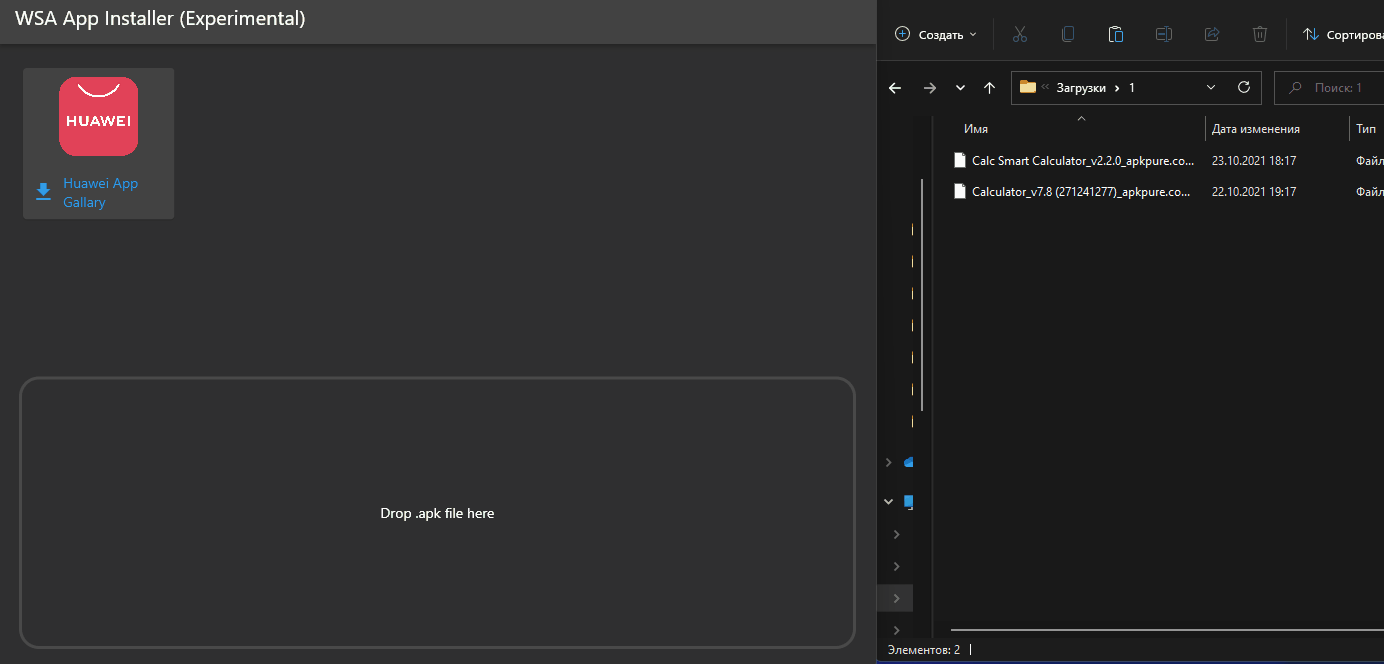 WSA App Installer (Experimental)
HUAWEI
Huawei App
Gallary
Drop .apk file here
Создать
Сортирова
« Загрузки › 1
Поиск: 1
Имя Дата изменения Тип
Calc Smart Calculator_v2.2.0_apkpure.co... 23.10.2021 18:17 Файл
Calculator_v7.8 (271241277)_apkpure.co... 22.10.2021 19:17 Файл
Элементов: 2